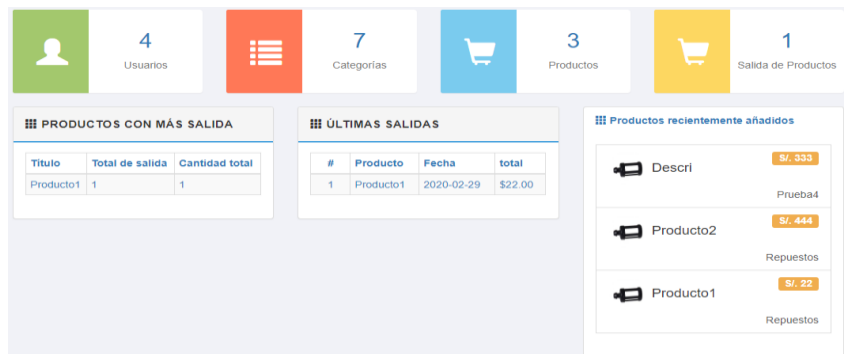 4
Usuarios
7
Categorías
3
Productos
1
Salida de Productos
PRODUCTOS CON MÁS SALIDA
Título Total de salida Cantidad total
Producto1 1 1
ÚLTIMAS SALIDAS
# Producto Fecha total
1 Producto1 2020-02-29 $22.00
Productos recientemente añadidos
Descri S/. 333
Prueba4
Producto2 S/. 444
Repuestos
Producto1 S/. 22
Repuestos